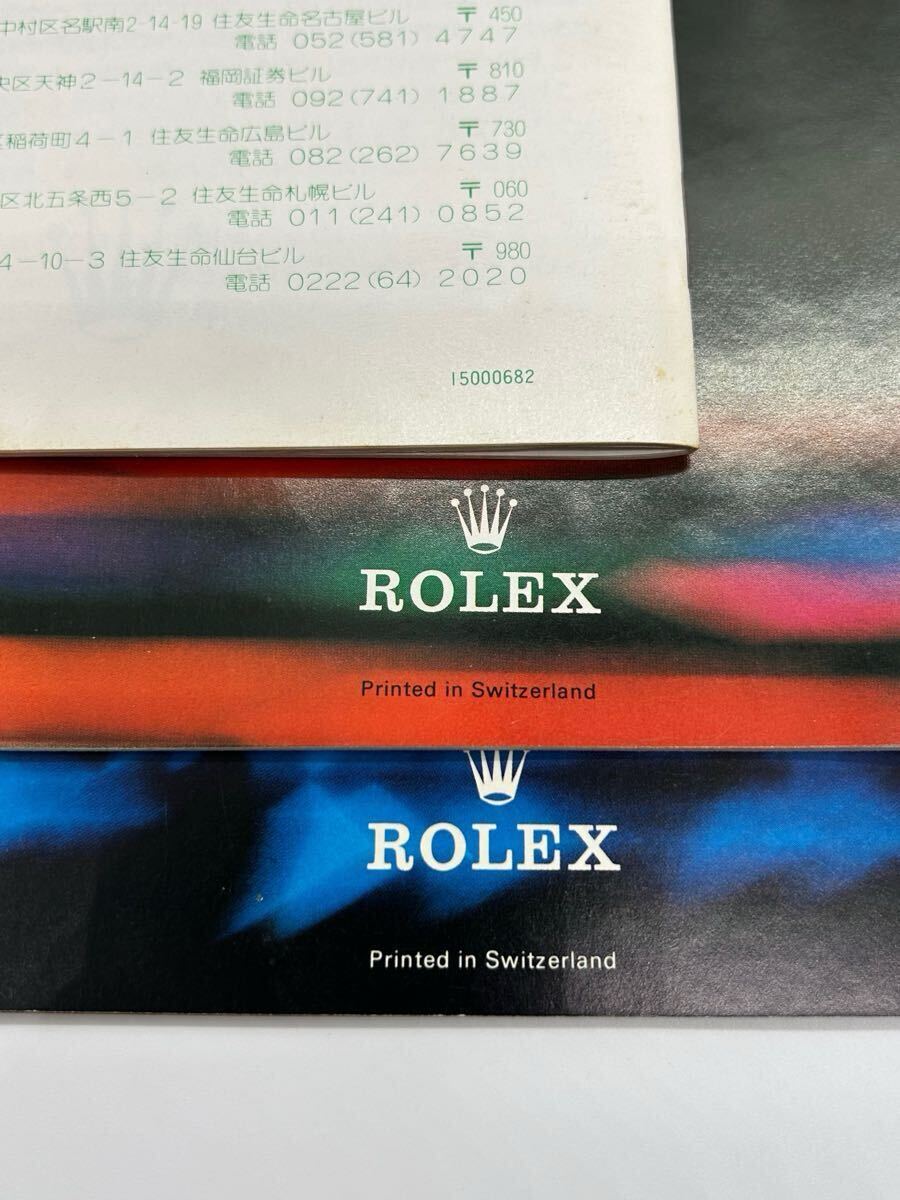 中村区名駅南2-14-19 住友生命名古屋ビル 〒 450
電話 052(581) 4747
区天神2-14-2 福岡証券ビル 〒 810
電話 092(741) 1887
稲荷町4-1 住友生命広島ビル 〒 730
電話 082(262) 7639
区北五条西5-2 住友生命札幌ビル 〒 060
電話 011(241) 0852
4-10-3 住友生命仙台ビル 〒 980
電話 0222(64) 2020
15000682
ROLEX
Printed in Switzerland
ROLEX
Printed in Switzerland